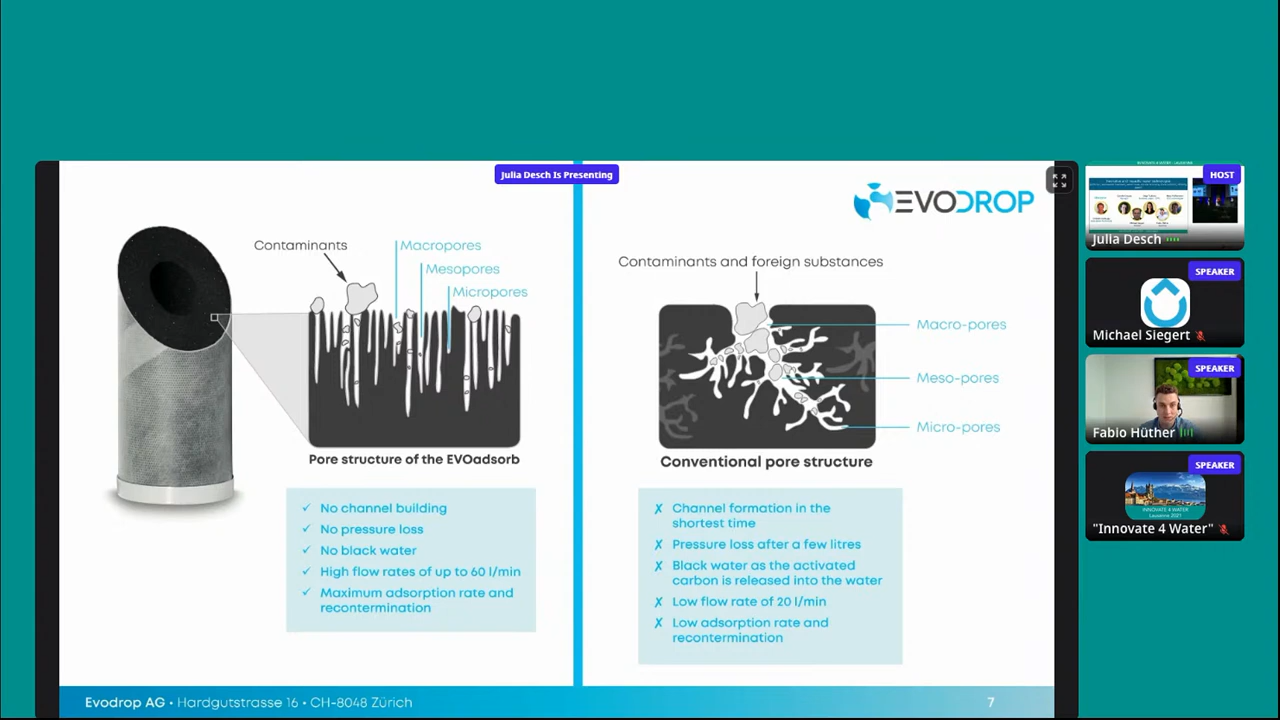 Julia Desch Is Presenting
EVODROP
Contaminants
Macropores
Mesopores
Micropores
Pore structure of the EVOadsorb
✓ No channel building
✓ No pressure loss
✓ No black water
✓ High flow rates of up to 60 l/min
✓ Maximum adsorption rate and
recontermination
Contaminants and foreign substances
Macro-pores
Meso-pores
Micro-pores
Conventional pore structure
✗ Channel formation in the
shortest time
✗ Pressure loss after a few litres
✗ Black water as the activated
carbon is released into the water
✗ Low flow rate of 20 l/min
✗ Low adsorption rate and
recontermination
Evodrop AG • Hardgutstrasse 16 • CH-8048 Zürich
7
HOST
Julia Desch
SPEAKER
Michael Siegert
SPEAKER
Fabio Hüther
SPEAKER
INNOVATE 4 WATER
Lausanne 2021
"Innovate 4 Water"